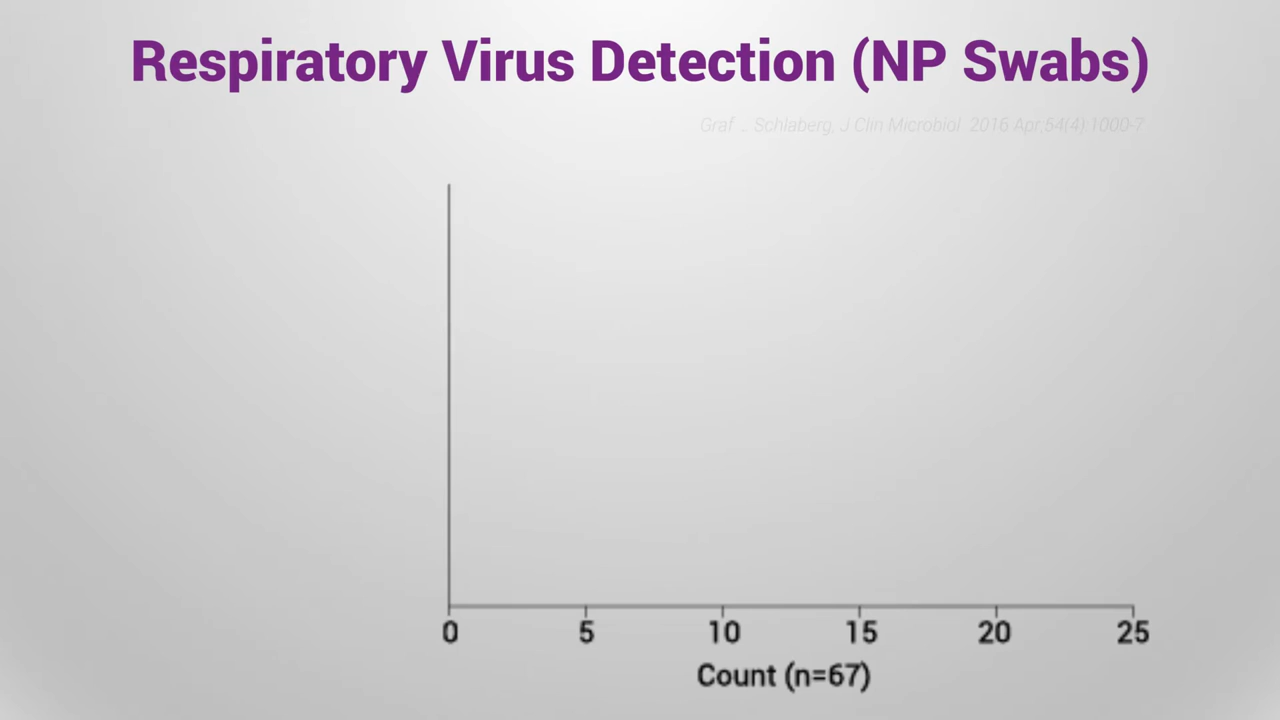 Respiratory Virus Detection (NP Swabs)
Graf .. Schlaberg, J Clin Microbiol. 2016 Apr;54(4):1000-7
0 5 10 15 20 25
Count (n=67)